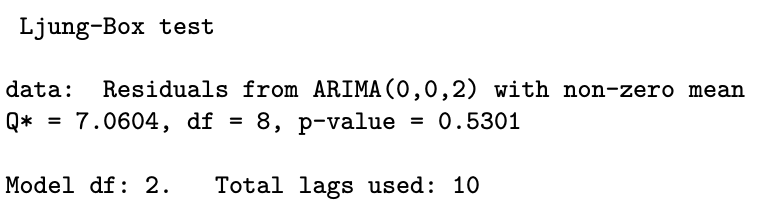 Ljung-Box test
data:  Residuals from ARIMA(0,0,2) with non-zero mean
Q* = 7.0604, df = 8, p-value = 0.5301
Model df: 2.   Total lags used: 10